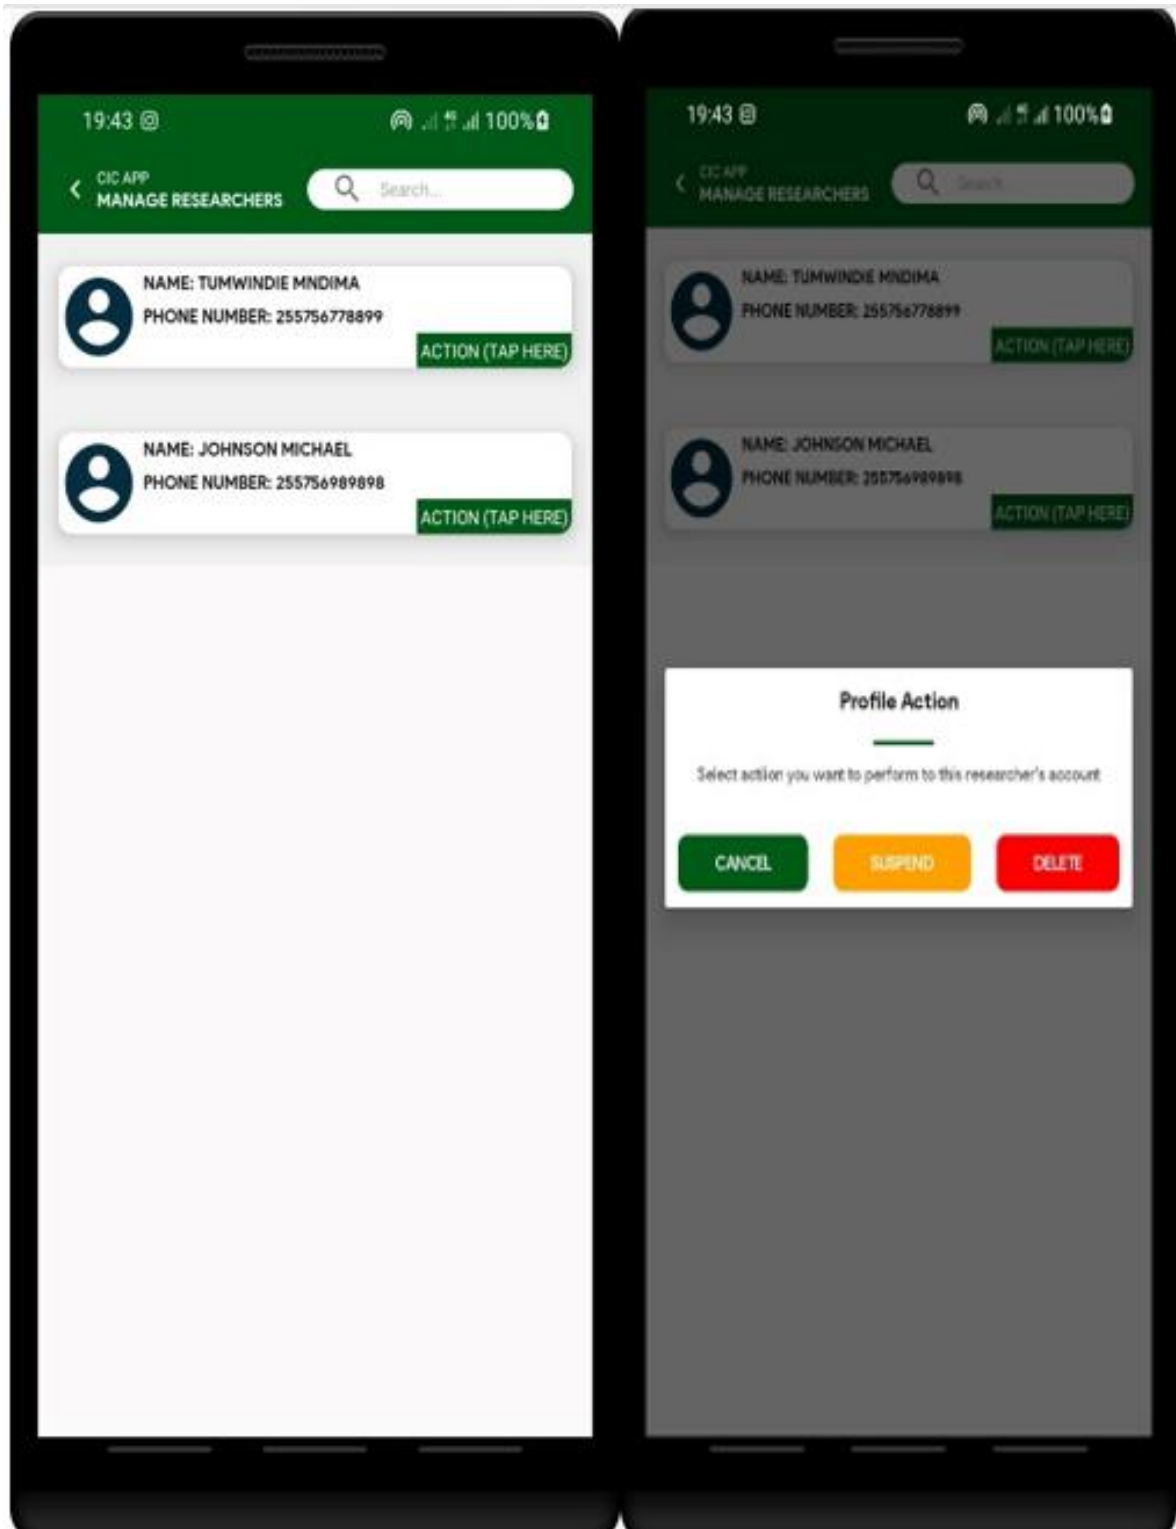 19:43
100%
CIC APP
MANAGE RESEARCHERS
Search...
NAME: TUMWINDIE MNDIMA
PHONE NUMBER: 255756778899
ACTION (TAP HERE)
NAME: JOHNSON MICHAEL
PHONE NUMBER: 255756989898
ACTION (TAP HERE)
19:43
100%
CIC APP
MANAGE RESEARCHERS
Search...
NAME: TUMWINDIE MNDIMA
PHONE NUMBER: 255756778899
ACTION (TAP HERE)
NAME: JOHNSON MICHAEL
PHONE NUMBER: 255756989898
ACTION (TAP HERE)
Profile Action
Select actiion you want to perform to this researcher's account
CANCEL
SUSPEND
DELETE